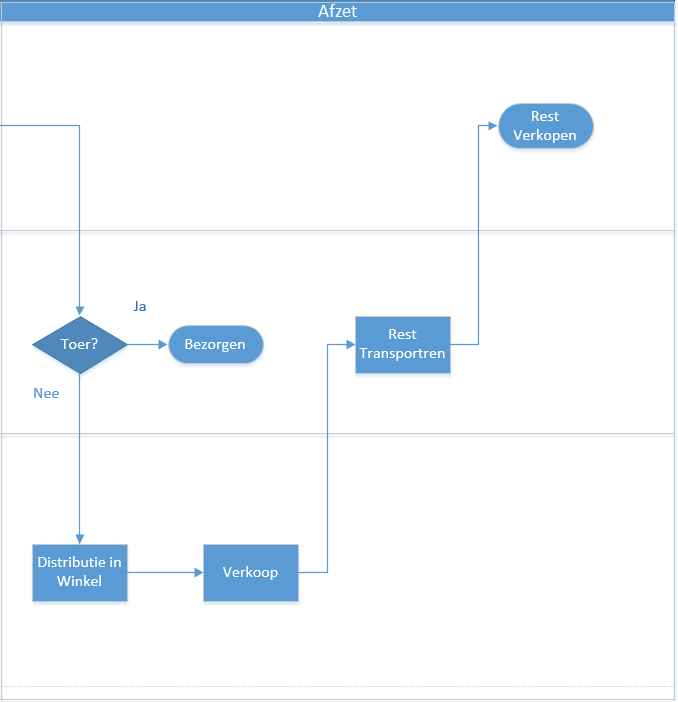 Afzet
Rest
Verkopen
Ja
Toer?
Bezorgen
Rest
Transportren
Nee
Distributie in
Winkel
Verkoop